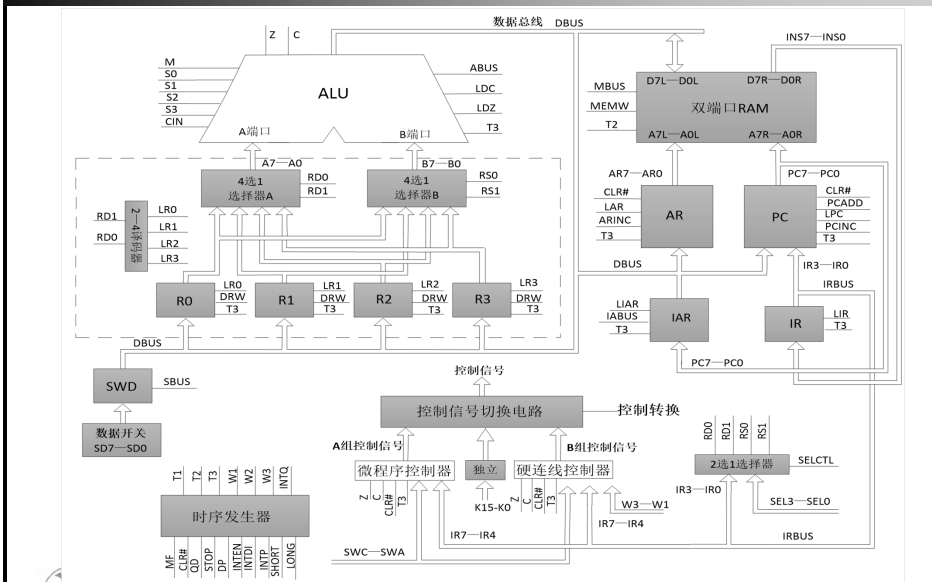 数据总线 DBUS
Z C
INS7—INS0
M
S0
S1
S2
S3
CIN
ALU
A端口
B端口
ABUS
LDC
LDZ
T3
MBUS
MEMW
T2
D7L—D0L
D7R—D0R
双端口RAM
A7L—A0L
A7R—A0R
A7—A0
B7—B0
4选1
选择器A
RD0
RD1
4选1
选择器B
RS0
RS1
RD1
RD0
2—4译码器
LR0
LR1
LR2
LR3
AR7—AR0
PC7—PC0
CLR#
LAR
ARINC
T3
AR
PC
CLR#
PCADD
LPC
PCINC
T3
DBUS
IR3—IR0
IRBUS
R0
LR0
DRW
T3
R1
LR1
DRW
T3
R2
LR2
DRW
T3
R3
LR3
DRW
T3
LIAR
IABUS
T3
IAR
IR
LIR
T3
DBUS
PC7—PC0
SWD
SBUS
数据开关
SD7—SD0
控制信号
控制信号切换电路
控制转换
A组控制信号
B组控制信号
微程序控制器
独立
硬连线控制器
Z
C
CLR#
T3
K15-K0
Z
C
CLR#
T3
W3—W1
IR7—IR4
IR7—IR4
SWC—SWA
RD0
RD1
RS0
RS1
2选1选择器
SELCTL
IR3—IR0
SEL3—SEL0
IRBUS
T1
T2
T3
W1
W2
W3
INTQ
时序发生器
MF
CLR#
QD
STOP
DP
INTEN
INTDI
INTP
SHORT
LONG